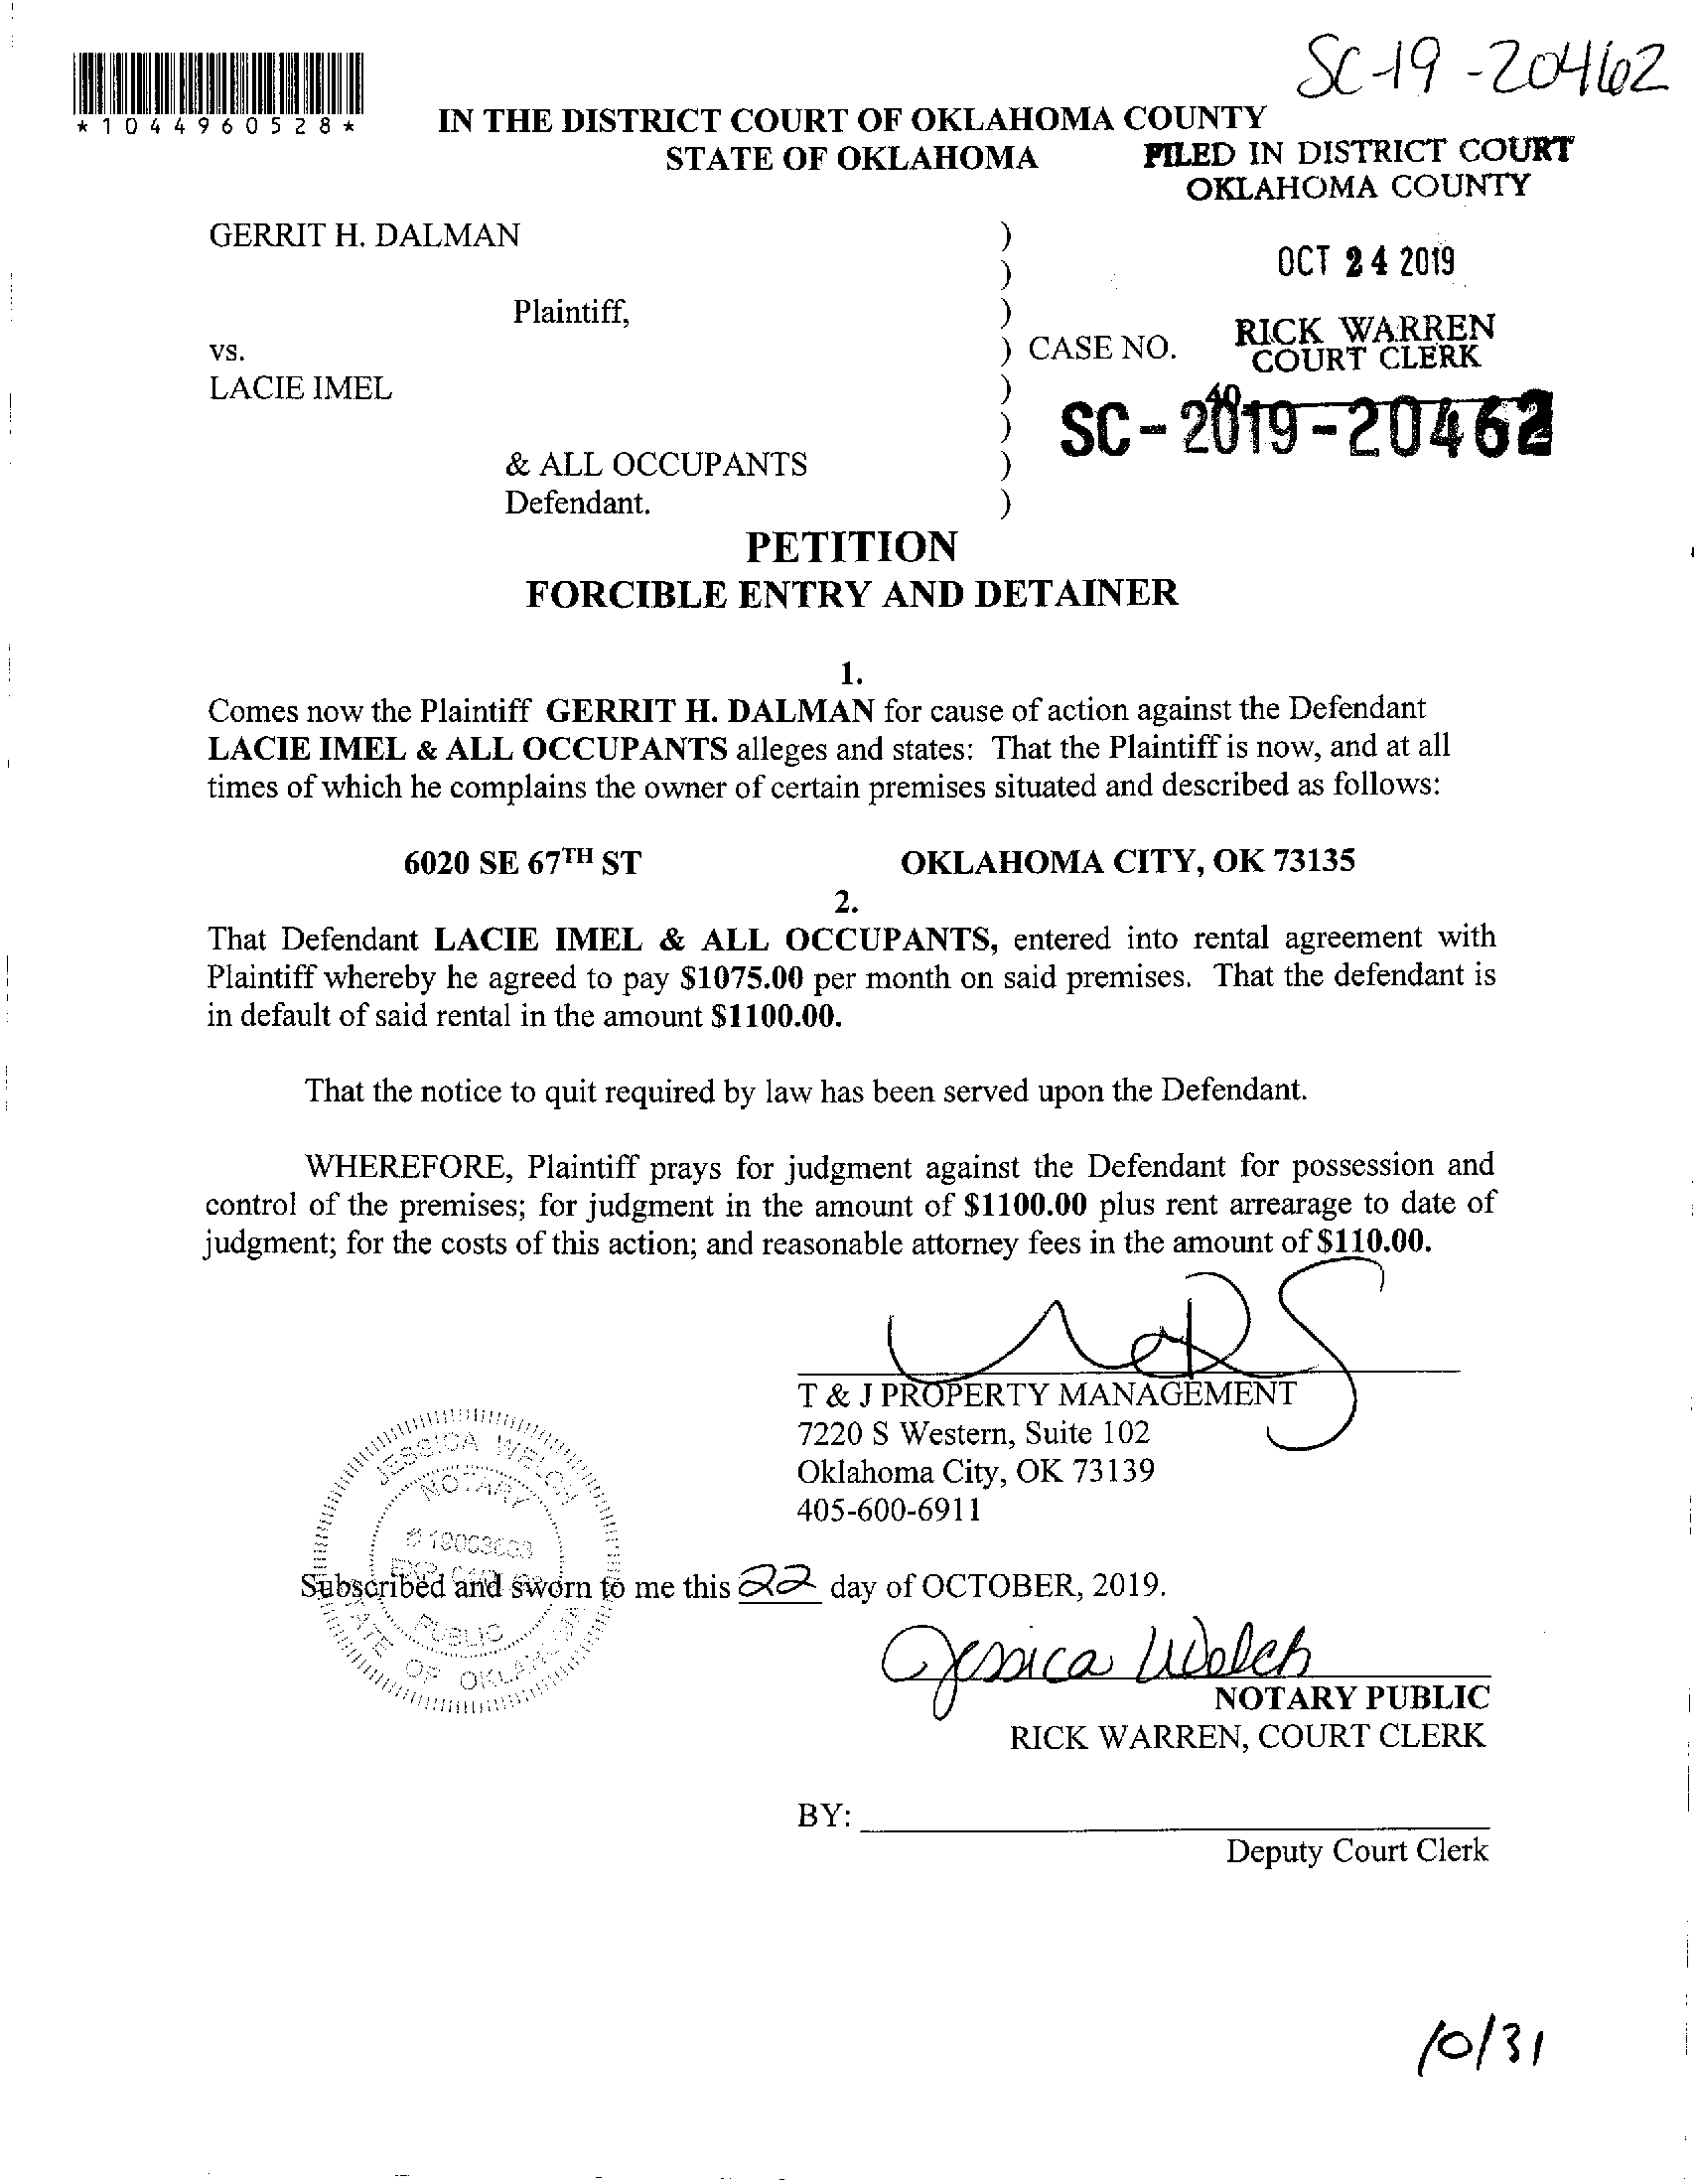 SC-19-20462
*1044960528*
IN THE DISTRICT COURT OF OKLAHOMA COUNTY
STATE OF OKLAHOMA
FILED IN DISTRICT COURT
OKLAHOMA COUNTY
GERRIT H. DALMAN )
)
OCT 24 2019
Plaintiff, )
RICK WARREN
vs. ) CASE NO.
COURT CLERK
LACIE IMEL )
40
)
SC-2019-20462
& ALL OCCUPANTS )
Defendant. )
PETITION
FORCIBLE ENTRY AND DETAINER
1.
Comes now the Plaintiff GERRIT H. DALMAN for cause of action against the Defendant
LACIE IMEL & ALL OCCUPANTS alleges and states: That the Plaintiff is now, and at all
times of which he complains the owner of certain premises situated and described as follows:
6020 SE 67TH ST OKLAHOMA CITY, OK 73135
2.
That Defendant LACIE IMEL & ALL OCCUPANTS, entered into rental agreement with
Plaintiff whereby he agreed to pay $1075.00 per month on said premises. That the defendant is
in default of said rental in the amount $1100.00.
That the notice to quit required by law has been served upon the Defendant.
WHEREFORE, Plaintiff prays for judgment against the Defendant for possession and
control of the premises; for judgment in the amount of $1100.00 plus rent arrearage to date of
judgment; for the costs of this action; and reasonable attorney fees in the amount of $110.00.
T & J PROPERTY MANAGEMENT
7220 S Western, Suite 102
Oklahoma City, OK 73139
405-600-6911
JESSICA WELCH
NOTARY
EXP.
PUBLIC
STATE OF OKLAHOMA
Subscribed and sworn to me this 22 day of OCTOBER, 2019.
Jessica Welch
NOTARY PUBLIC
RICK WARREN, COURT CLERK
BY:
Deputy Court Clerk
10/31